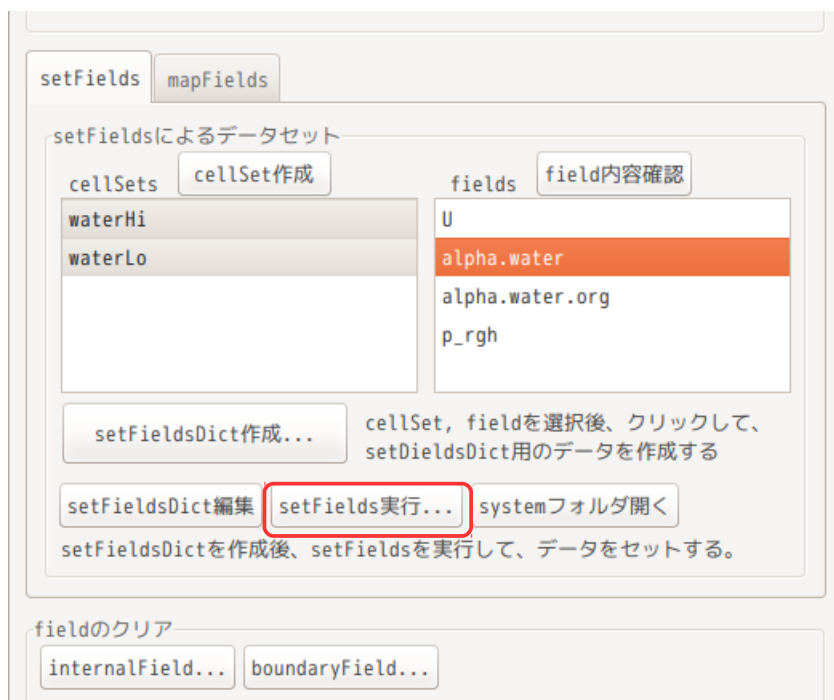 setFields mapFields
setFieldsによるデータセット
cellSets cellSet作成 fields field内容確認
waterHi
waterLo
U
alpha.water
alpha.water.org
p_rgh
setFieldsDict作成... cellSet, fieldを選択後、クリックして、
setDieldsDict用のデータを作成する
setFieldsDict編集 setFields実行... systemフォルダ開く
setFieldsDictを作成後、setFieldsを実行して、データをセットする。
fieldのクリア
internalField... boundaryField...